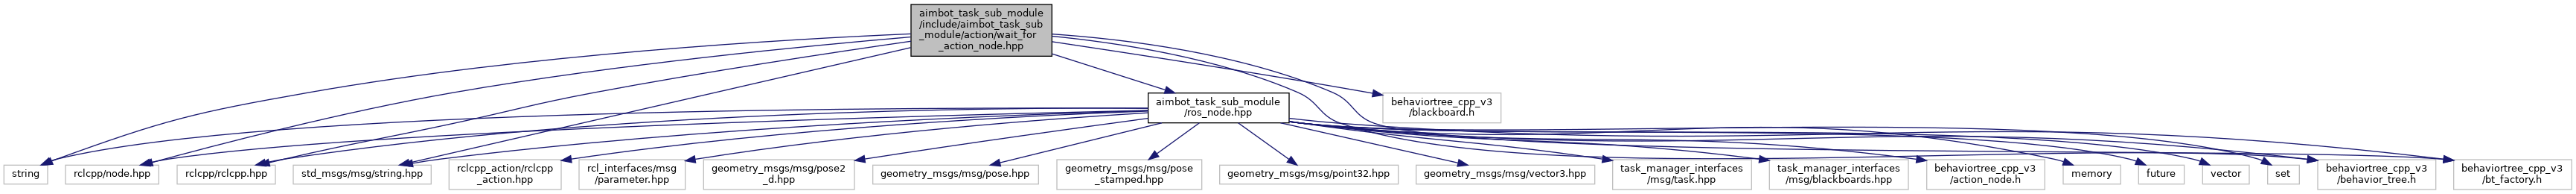 aimbot_task_sub_module
/include/aimbot_task_sub
_module/action/wait_for
_action_node.hpp
aimbot_task_sub_module
/ros_node.hpp
behaviortree_cpp_v3
/blackboard.h
string
rclcpp/node.hpp
rclcpp/rclcpp.hpp
std_msgs/msg/string.hpp
rclcpp_action/rclcpp
_action.hpp
rcl_interfaces/msg
/parameter.hpp
geometry_msgs/msg/pose2
_d.hpp
geometry_msgs/msg/pose.hpp
geometry_msgs/msg/pose
_stamped.hpp
geometry_msgs/msg/point32.hpp
geometry_msgs/msg/vector3.hpp
task_manager_interfaces
/msg/task.hpp
task_manager_interfaces
/msg/blackboards.hpp
behaviortree_cpp_v3
/action_node.h
memory
future
vector
set
behaviortree_cpp_v3
/behavior_tree.h
behaviortree_cpp_v3
/bt_factory.h